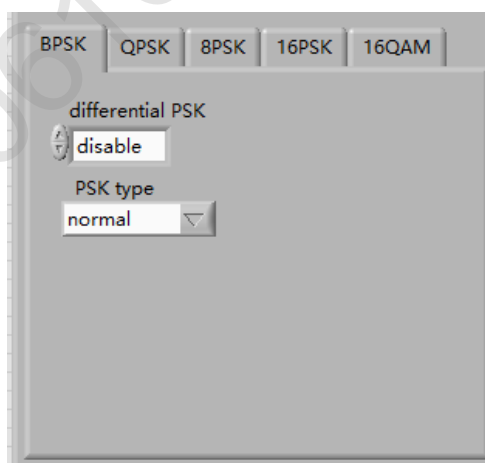 BPSK QPSK 8PSK 16PSK 16QAM
differential PSK
disable
PSK type
normal